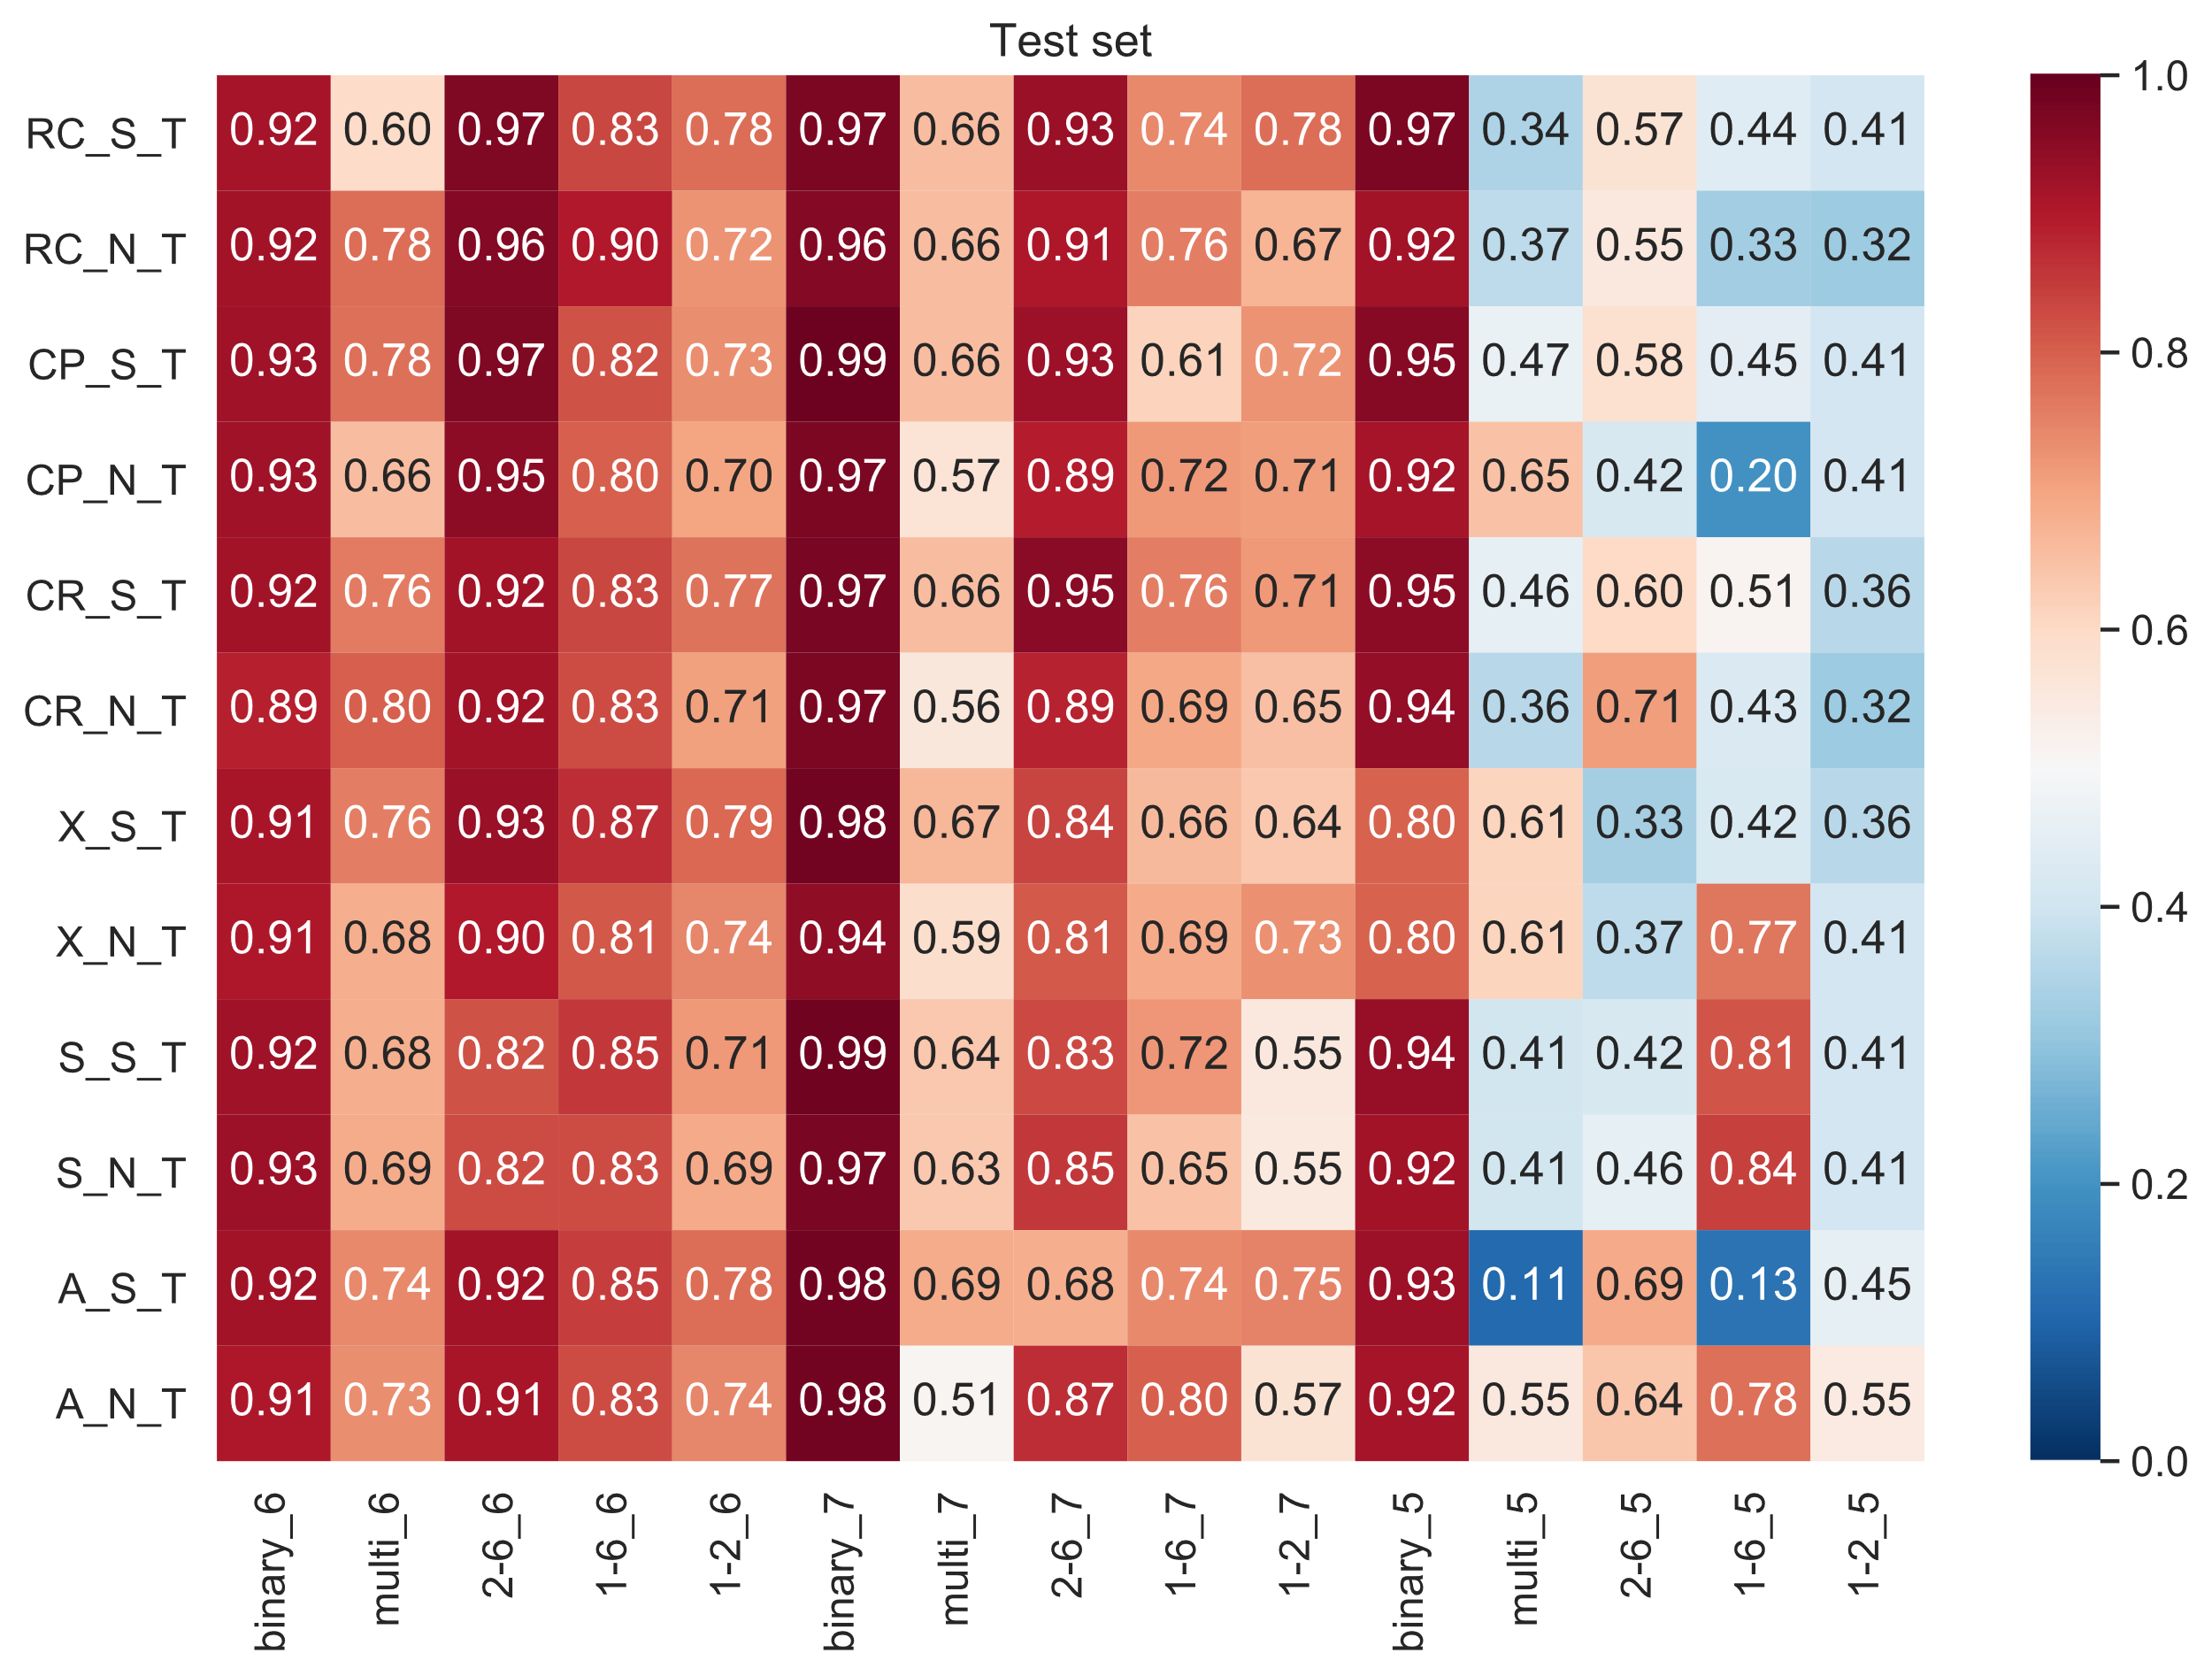 Test set
RC_S_T 0.92 0.60 0.97 0.83 0.78 0.97 0.66 0.93 0.74 0.78 0.97 0.34 0.57 0.44 0.41
RC_N_T 0.92 0.78 0.96 0.90 0.72 0.96 0.66 0.91 0.76 0.67 0.92 0.37 0.55 0.33 0.32
CP_S_T 0.93 0.78 0.97 0.82 0.73 0.99 0.66 0.93 0.61 0.72 0.95 0.47 0.58 0.45 0.41
CP_N_T 0.93 0.66 0.95 0.80 0.70 0.97 0.57 0.89 0.72 0.71 0.92 0.65 0.42 0.20 0.41
CR_S_T 0.92 0.76 0.92 0.83 0.77 0.97 0.66 0.95 0.76 0.71 0.95 0.46 0.60 0.51 0.36
CR_N_T 0.89 0.80 0.92 0.83 0.71 0.97 0.56 0.89 0.69 0.65 0.94 0.36 0.71 0.43 0.32
X_S_T 0.91 0.76 0.93 0.87 0.79 0.98 0.67 0.84 0.66 0.64 0.80 0.61 0.33 0.42 0.36
X_N_T 0.91 0.68 0.90 0.81 0.74 0.94 0.59 0.81 0.69 0.73 0.80 0.61 0.37 0.77 0.41
S_S_T 0.92 0.68 0.82 0.85 0.71 0.99 0.64 0.83 0.72 0.55 0.94 0.41 0.42 0.81 0.41
S_N_T 0.93 0.69 0.82 0.83 0.69 0.97 0.63 0.85 0.65 0.55 0.92 0.41 0.46 0.84 0.41
A_S_T 0.92 0.74 0.92 0.85 0.78 0.98 0.69 0.68 0.74 0.75 0.93 0.11 0.69 0.13 0.45
A_N_T 0.91 0.73 0.91 0.83 0.74 0.98 0.51 0.87 0.80 0.57 0.92 0.55 0.64 0.78 0.55
binary_6 multi_6 2-6_6 1-6_6 1-2_6 binary_7 multi_7 2-6_7 1-6_7 1-2_7 binary_5 multi_5 2-6_5 1-6_5 1-2_5
1.0
0.8
0.6
0.4
0.2
0.0